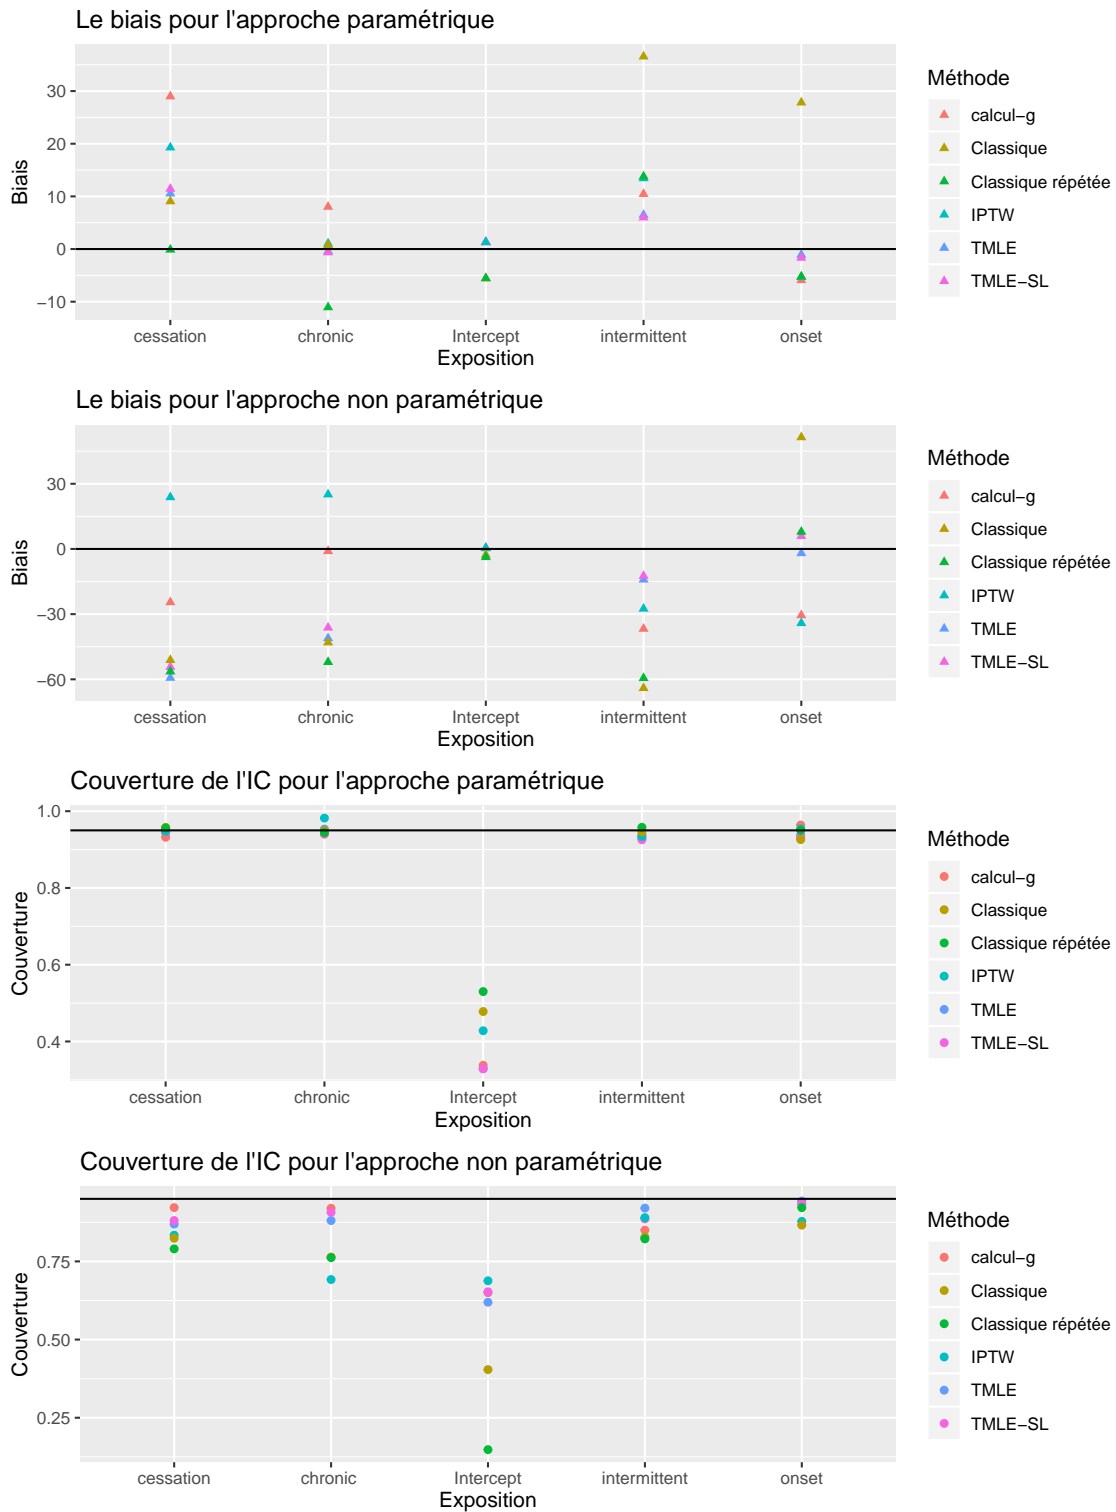 Le biais pour l'approche paramétrique
Biais
30
20
10
0
−10
cessation
chronic
Intercept
intermittent
onset
Exposition
Méthode
calcul−g
Classique
Classique répétée
IPTW
TMLE
TMLE−SL
Le biais pour l'approche non paramétrique
Biais
30
0
−30
−60
cessation
chronic
Intercept
intermittent
onset
Exposition
Méthode
calcul−g
Classique
Classique répétée
IPTW
TMLE
TMLE−SL
Couverture de l'IC pour l'approche paramétrique
Couverture
1.0
0.8
0.6
0.4
cessation
chronic
Intercept
intermittent
onset
Exposition
Méthode
calcul−g
Classique
Classique répétée
IPTW
TMLE
TMLE−SL
Couverture de l'IC pour l'approche non paramétrique
Couverture
0.75
0.50
0.25
cessation
chronic
Intercept
intermittent
onset
Exposition
Méthode
calcul−g
Classique
Classique répétée
IPTW
TMLE
TMLE−SL